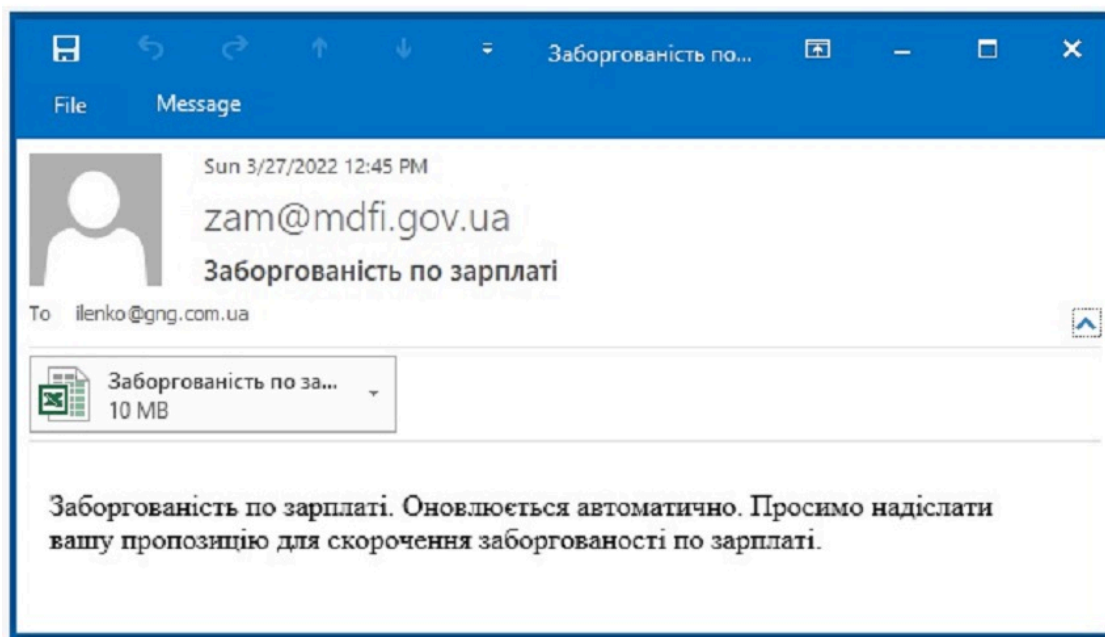 Заборгованість по...
File Message
Sun 3/27/2022 12:45 PM
zam@mdfi.gov.ua
Заборгованість по зарплаті
To ilenko@gng.com.ua
Заборгованість по за...
10 MB
Заборгованість по зарплаті. Оновлюється автоматично. Просимо надіслати
вашу пропозицію для скорочення заборгованості по зарплаті.